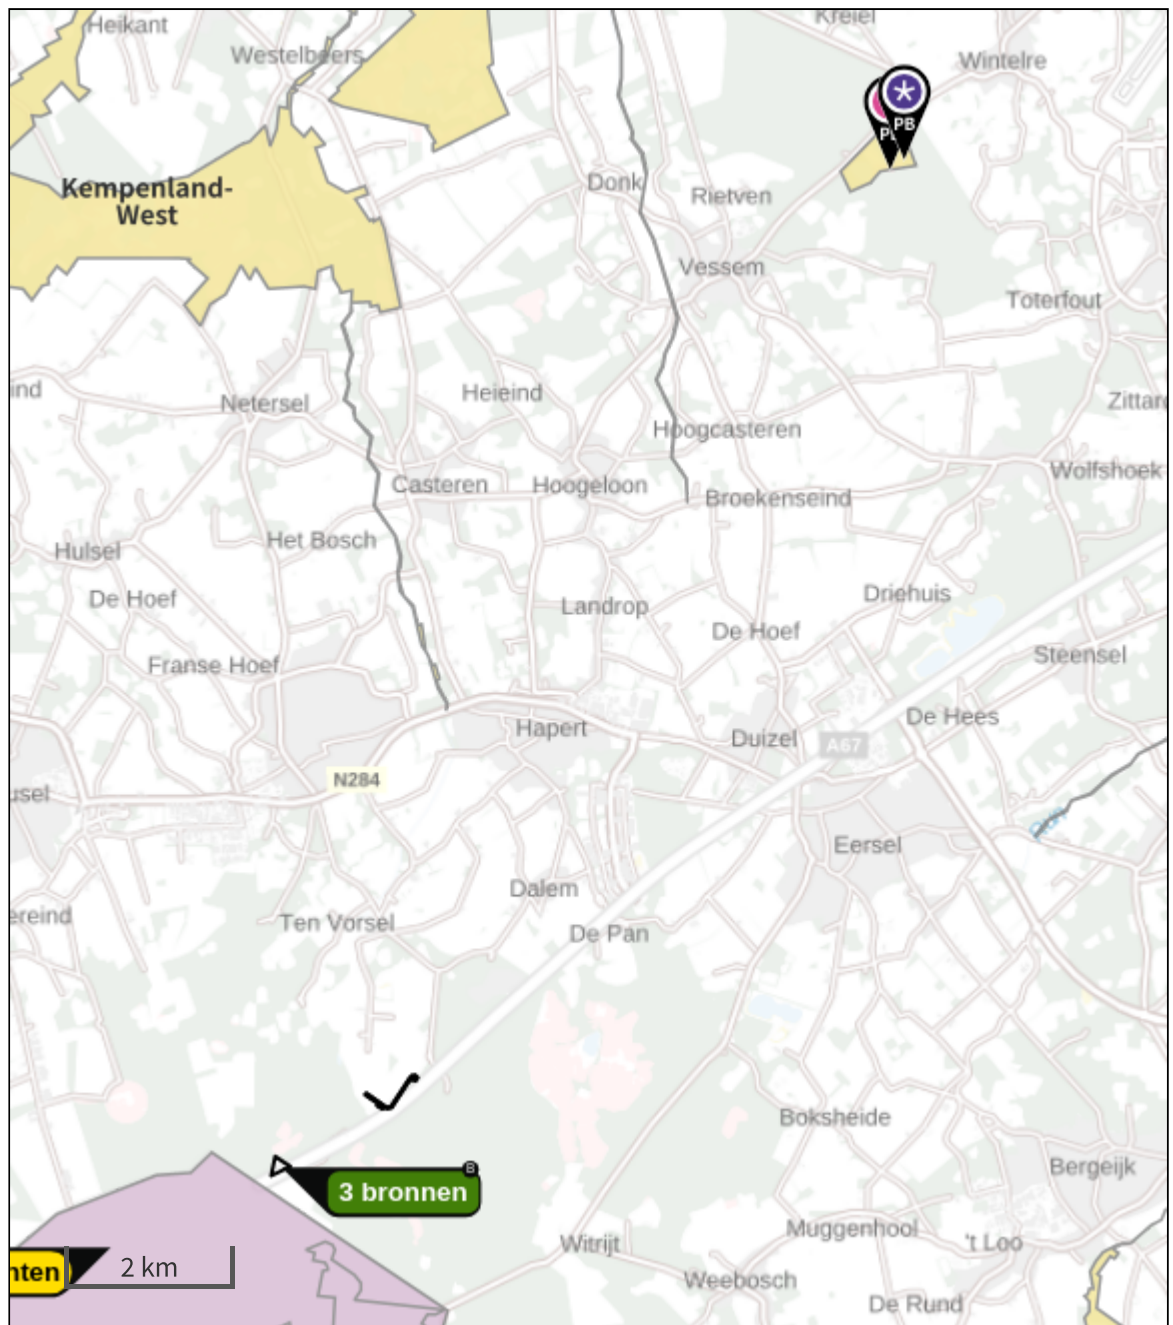 Heikant
Kreiel
Westelbeers
Wintelre
PB
Kempenland-
West
Donk
Rietven
Vessem
Toterfout
Heieind
Netersel
Hoogcasteren
Wolfshoek
Casteren
Hoogeloon
Broekenseind
Het Bosch
Hulsel
De Hoef
Driehuis
Landrop
De Hoef
Steensel
Franse Hoef
De Hees
Hapert
Duizel
A67
N284
Eersel
Dalem
Ten Vorsel
De Pan
Boksheide
Bergeijk
B
3 bronnen
Muggenhool
't Loo
Witrijt
2 km
Weebosch
De Rund